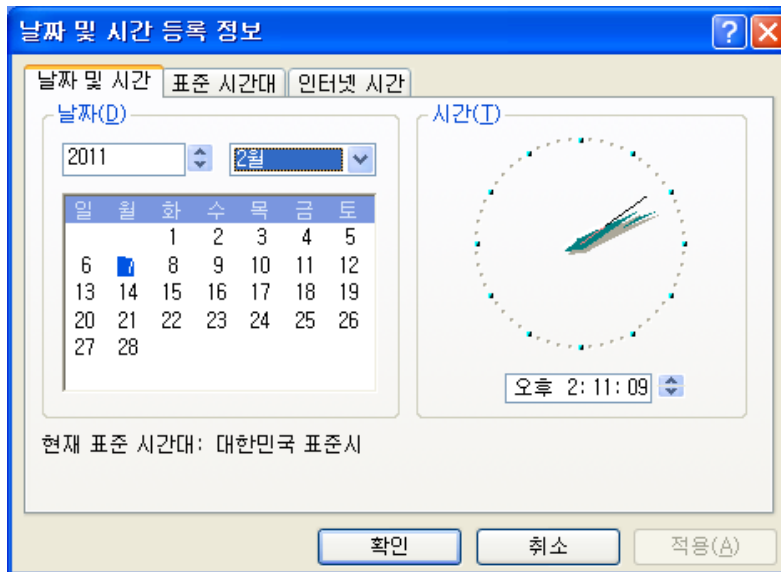 날짜 및 시간 등록 정보
날짜 및 시간 표준 시간대 인터넷 시간
날짜(D)
시간(T)
2011 2월
일 월 화 수 목 금 토
1 2 3 4 5
6 7 8 9 10 11 12
13 14 15 16 17 18 19
20 21 22 23 24 25 26
27 28
오후 2:11:09
현재 표준 시간대: 대한민국 표준시
확인 취소 적용(A)